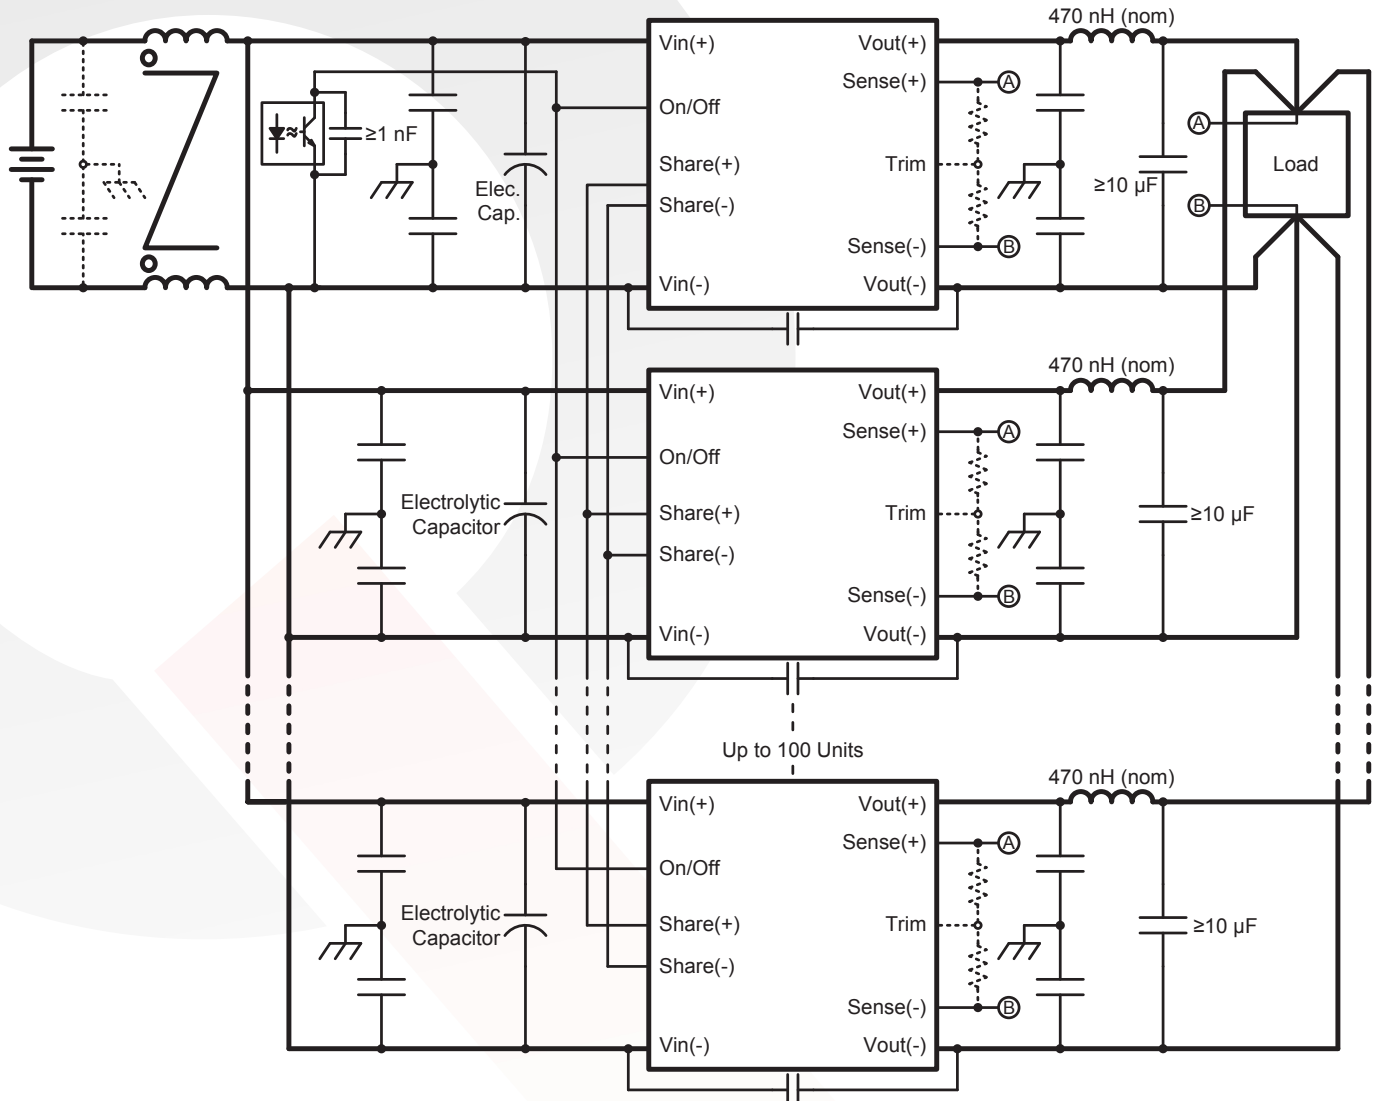 470 nH (nom)
Vin(+)
Vout(+)
Sense(+)
A
On/Off
≥1 nF
A
Share(+)
Trim
Load
Elec.
Cap.
≥10 µF
Share(-)
B
Sense(-)
B
Vin(-)
Vout(-)
470 nH (nom)
Vin(+)
Vout(+)
Sense(+)
A
On/Off
Electrolytic
Capacitor
Share(+)
Trim
≥10 µF
Share(-)
Sense(-)
B
Vin(-)
Vout(-)
Up to 100 Units
470 nH (nom)
Vin(+)
Vout(+)
Sense(+)
A
On/Off
Electrolytic
Capacitor
Share(+)
Trim
≥10 µF
Share(-)
Sense(-)
B
Vin(-)
Vout(-)